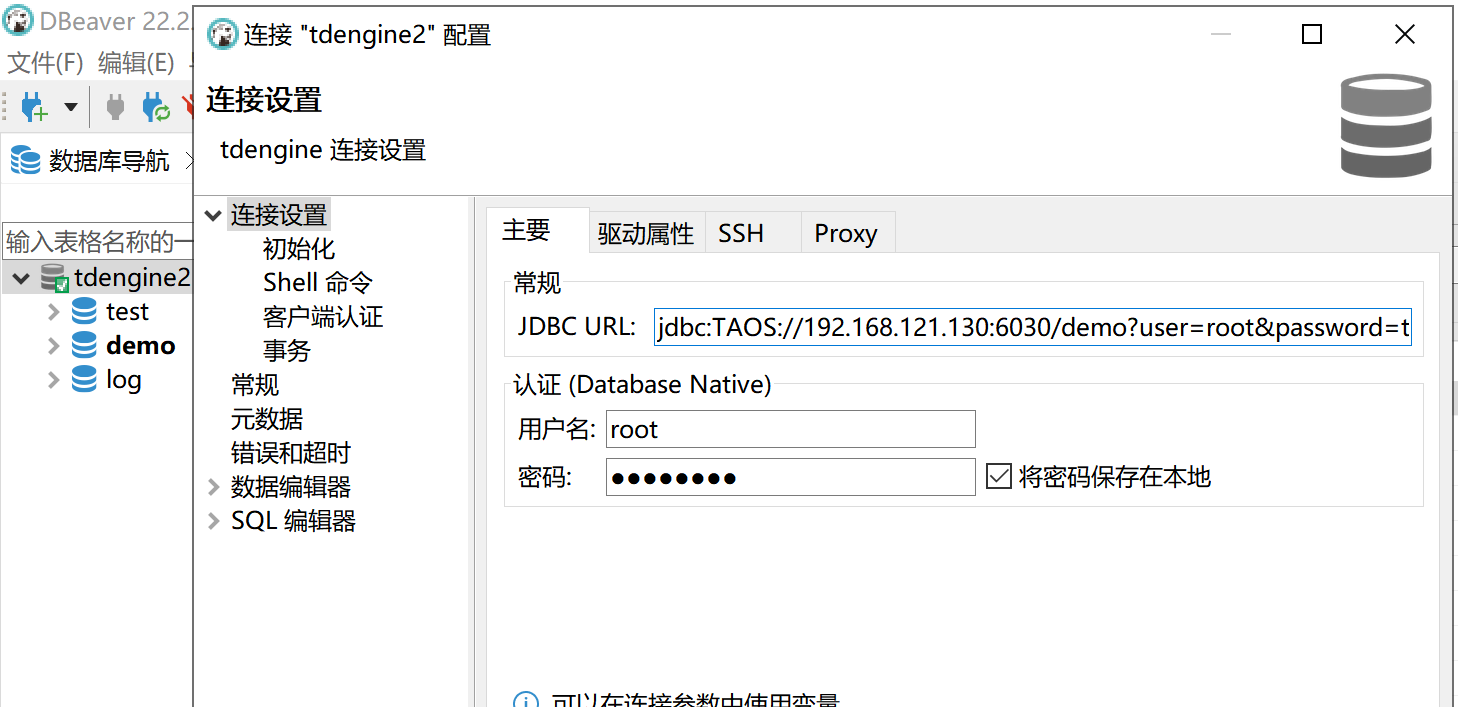 DBeaver 22.2.
文件(F) 编辑(E)
数据库导航
输入表格名称的一
tdengine2
test
demo
log
连接 "tdengine2" 配置
连接设置
tdengine 连接设置
连接设置
初始化
Shell 命令
客户端认证
事务
常规
元数据
错误和超时
数据编辑器
SQL 编辑器
主要 驱动属性 SSH Proxy
常规
JDBC URL: jdbc:TAOS://192.168.121.130:6030/demo?user=root&password=t
认证 (Database Native)
用户名: root
密码: ●●●●●●●● 将密码保存在本地
可以在连接参数中使用变量